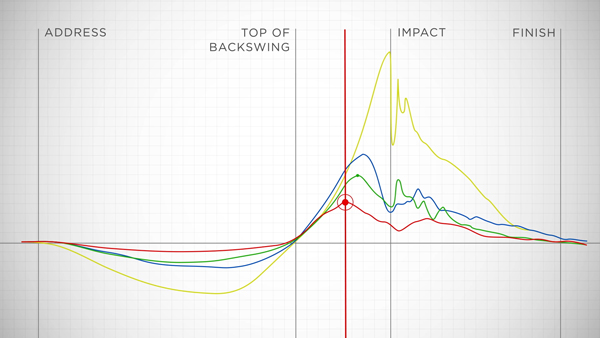 ADDRESS
TOP OF
BACKSWING
IMPACT
FINISH